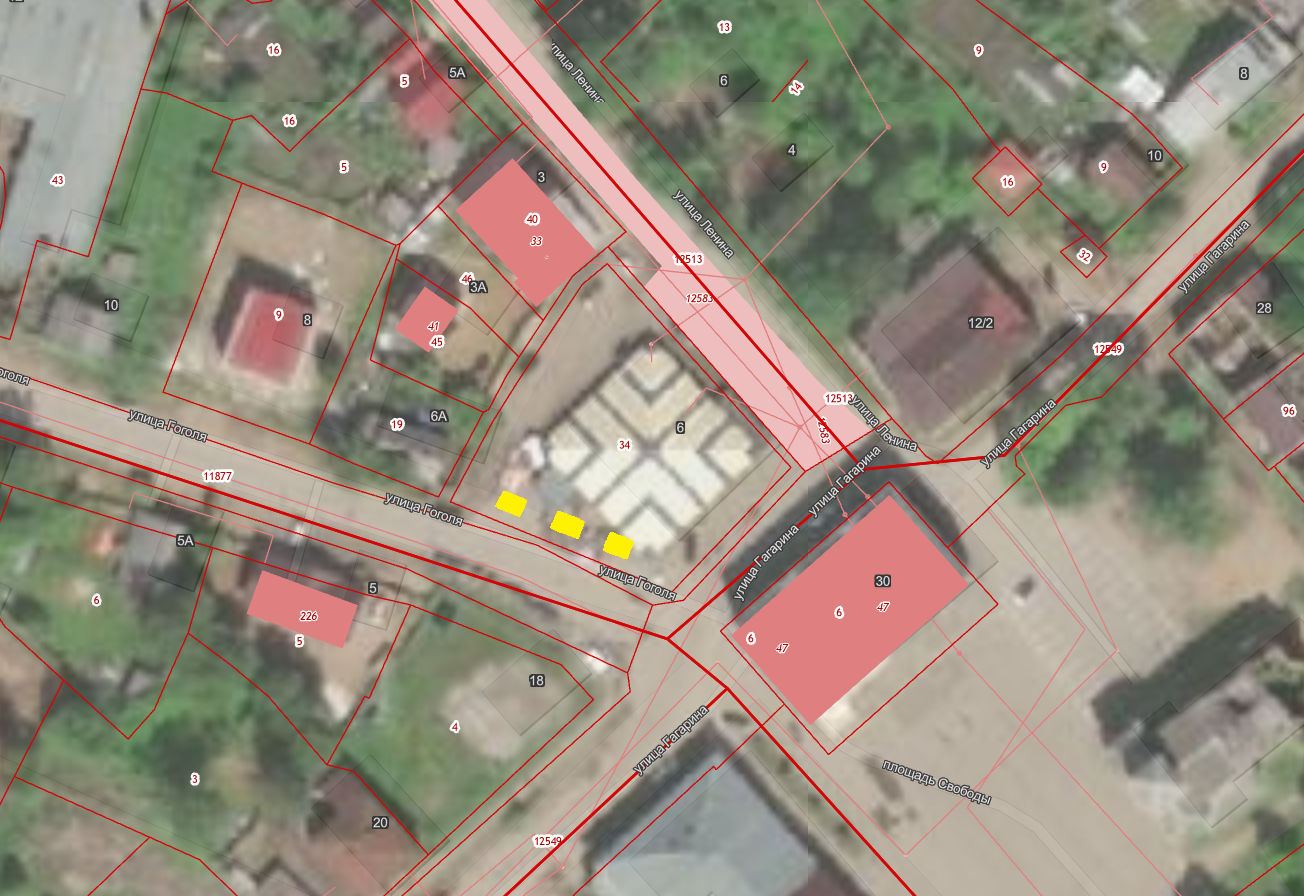 13
16
9
улица Ленина
5А
8
5
6
14
16
4
10
5
9
3
43
16
улица Ленина
40
33
улица Гагарина
32
12513
46
3А
12583
10
28
9
8
41
12/2
45
12549
12513
улица Ленина
96
оголя
улица Гоголя
19
6А
6
12583
улица Гагарина
34
11877
улица Гагарина
улица Гоголя
5А
улица Гагарина
улица Гоголя
30
5
6
226
6
47
5
6
47
18
4
улица Гагарина
3
площадь Свободы
20
12549